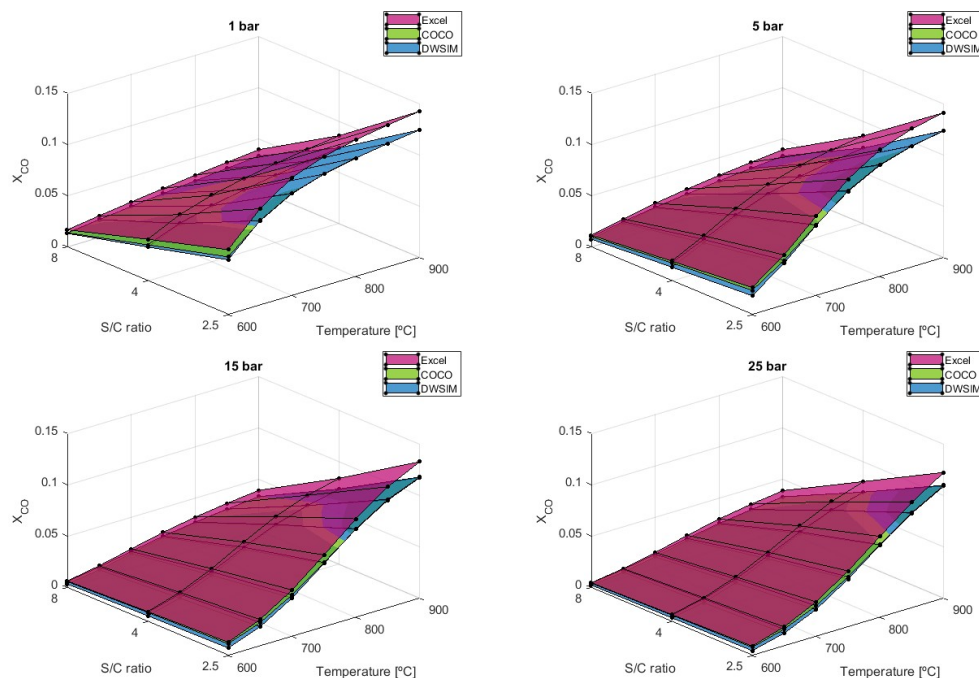 1 bar
Excel
COCO
DWSIM
0.15
0.1
0.05
0
X_CO
8
4
2.5
S/C ratio
600
700
800
900
Temperature [ºC]
5 bar
Excel
COCO
DWSIM
0.15
0.1
0.05
0
X_CO
8
4
2.5
S/C ratio
600
700
800
900
Temperature [ºC]
15 bar
Excel
COCO
DWSIM
0.15
0.1
0.05
0
X_CO
8
4
2.5
S/C ratio
600
700
800
900
Temperature [ºC]
25 bar
Excel
COCO
DWSIM
0.15
0.1
0.05
0
X_CO
8
4
2.5
S/C ratio
600
700
800
900
Temperature [ºC]